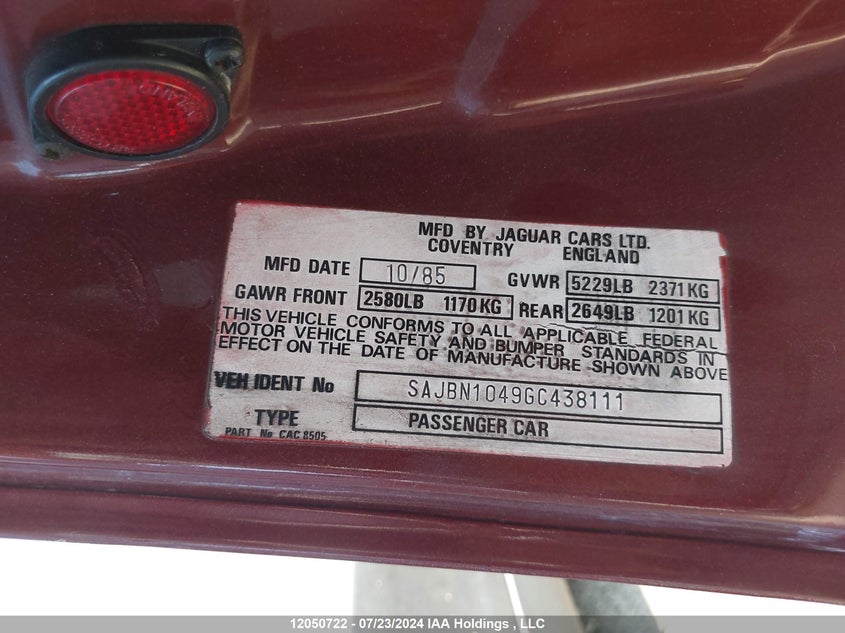 MFD BY JAGUAR CARS LTD.
COVENTRY ENGLAND
MFD DATE 10/85 GVWR 5229LB 2371KG
GAWR FRONT 2580LB 1170KG REAR 2649LB 1201KG
THIS VEHICLE CONFORMS TO ALL APPLICABLE FEDERAL
MOTOR VEHICLE SAFETY AND BUMPER STANDARDS IN
EFFECT ON THE DATE OF MANUFACTURE SHOWN ABOVE
VEH IDENT No SAJBN1049GC438111
TYPE PASSENGER CAR
PART No CAC 8505
12050722 - 07/23/2024 IAA Holdings , LLC